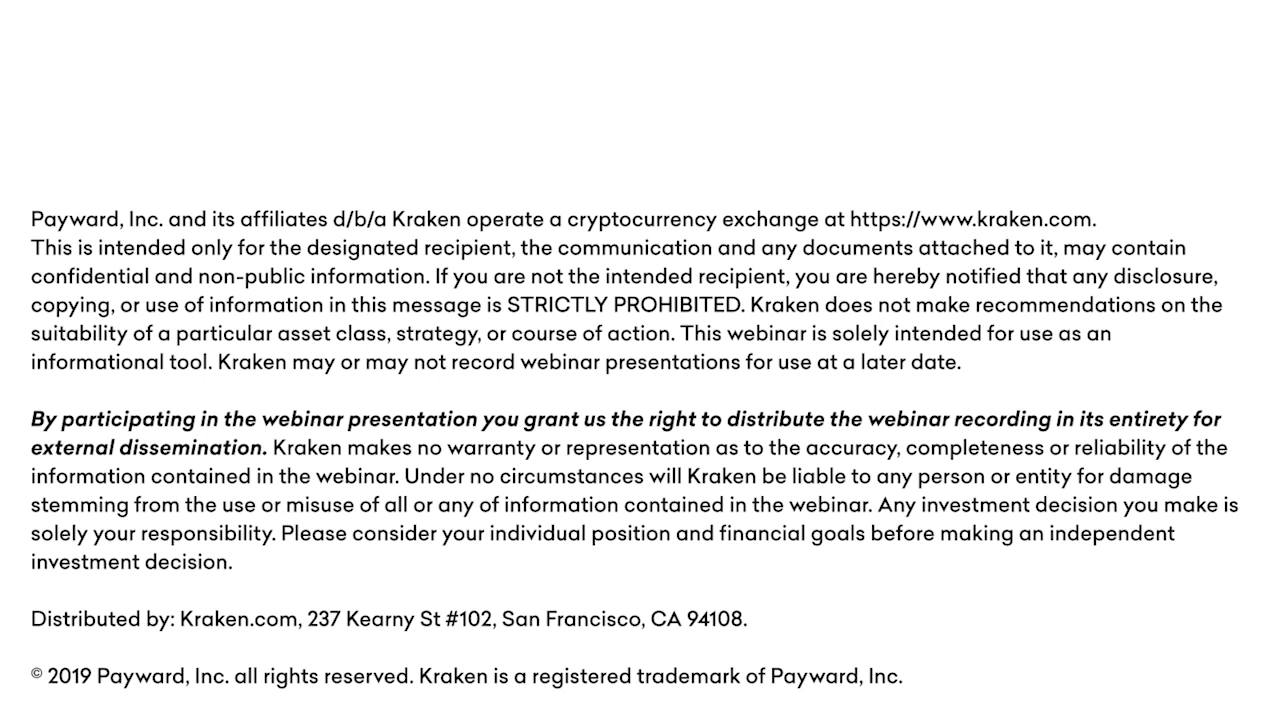 Payward, Inc. and its affiliates d/b/a Kraken operate a cryptocurrency exchange at https://www.kraken.com.
This is intended only for the designated recipient, the communication and any documents attached to it, may contain
confidential and non-public information. If you are not the intended recipient, you are hereby notified that any disclosure,
copying, or use of information in this message is STRICTLY PROHIBITED. Kraken does not make recommendations on the
suitability of a particular asset class, strategy, or course of action. This webinar is solely intended for use as an
informational tool. Kraken may or may not record webinar presentations for use at a later date.
By participating in the webinar presentation you grant us the right to distribute the webinar recording in its entirety for
external dissemination. Kraken makes no warranty or representation as to the accuracy, completeness or reliability of the
information contained in the webinar. Under no circumstances will Kraken be liable to any person or entity for damage
stemming from the use or misuse of all or any of information contained in the webinar. Any investment decision you make is
solely your responsibility. Please consider your individual position and financial goals before making an independent
investment decision.
Distributed by: Kraken.com, 237 Kearny St #102, San Francisco, CA 94108.
© 2019 Payward, Inc. all rights reserved. Kraken is a registered trademark of Payward, Inc.